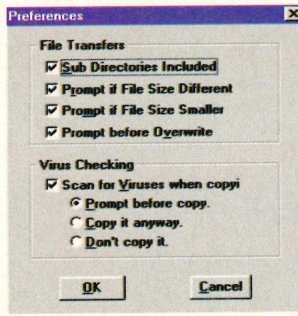 Preferences
File Transfers
Sub Directories Included
Prompt if File Size Different
Prompt if File Size Smaller
Prompt before Overwrite
Virus Checking
Scan for Viruses when copyi
Prompt before copy.
Copy it anyway.
Don't copy it.
OK
Cancel